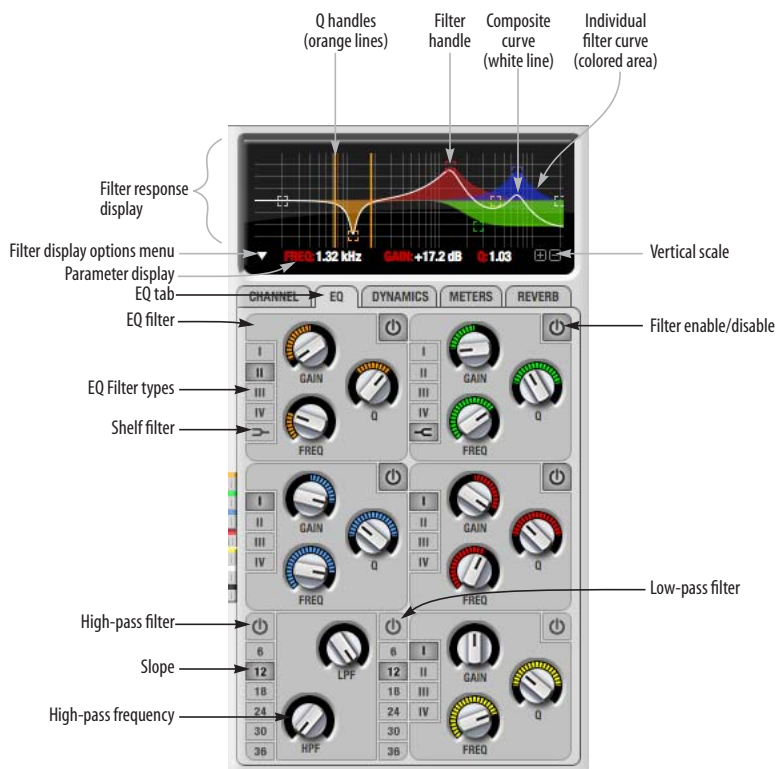 Q handles
(orange lines)
Filter
handle
Composite
curve
(white line)
Individual
filter curve
(colored area)
Filter response
display
Filter display options menu
FREQ: 1.32 kHz GAIN: +17.2 dB Q: 1.03
Vertical scale
Parameter display
EQ tab
CHANNEL EQ DYNAMICS METERS REVERB
EQ filter
Filter enable/disable
I
II
III
IV
GAIN
Q
FREQ
I
II
III
IV
GAIN
Q
FREQ
EQ Filter types
Shelf filter
I
II
III
IV
GAIN
Q
FREQ
I
II
III
IV
GAIN
Q
FREQ
Low-pass filter
High-pass filter
Slope
High-pass frequency
6
12
18
24
30
36
LPF
HPF
6
12
18
24
30
36
I
II
III
IV
GAIN
Q
FREQ